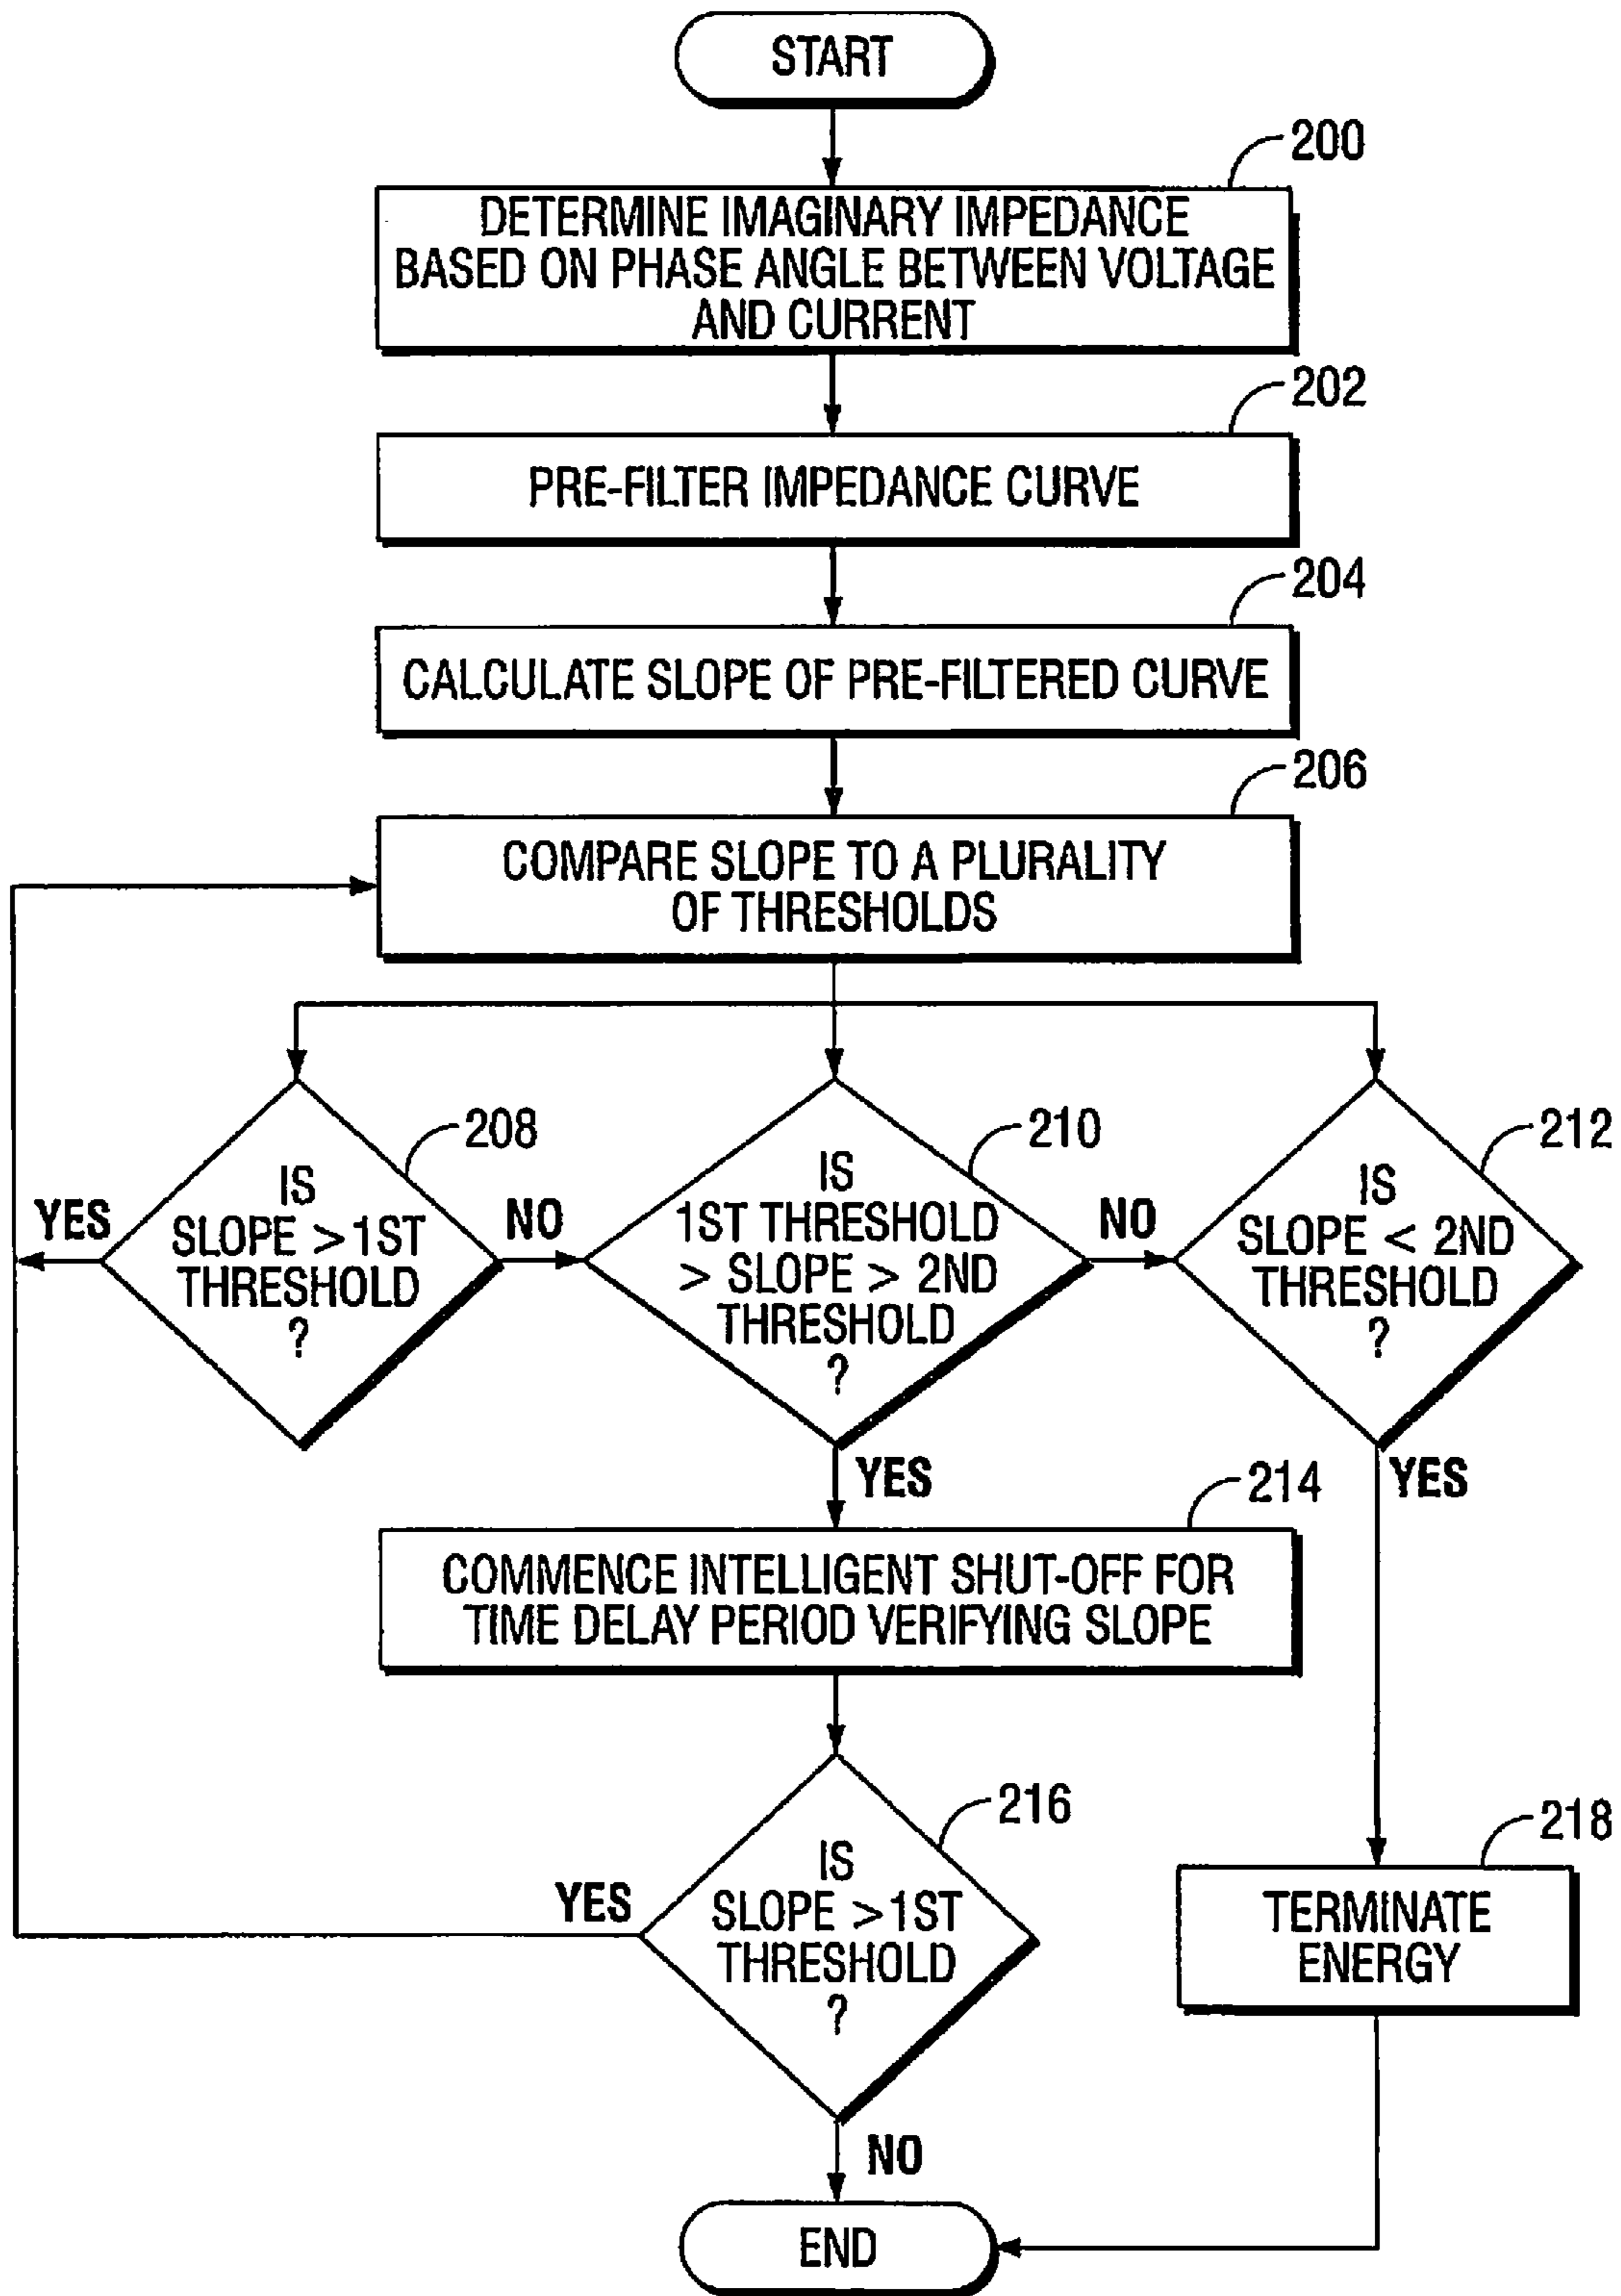 START
200
DETERMINE IMAGINARY IMPEDANCE
BASED ON PHASE ANGLE BETWEEN VOLTAGE
AND CURRENT
202
PRE-FILTER IMPEDANCE CURVE
204
CALCULATE SLOPE OF PRE-FILTERED CURVE
206
COMPARE SLOPE TO A PLURALITY
OF THRESHOLDS
208
IS
SLOPE >1ST
THRESHOLD
?
YES
NO
210
IS
1ST THRESHOLD
> SLOPE > 2ND
THRESHOLD
?
NO
YES
212
IS
SLOPE < 2ND
THRESHOLD
?
YES
214
COMMENCE INTELLIGENT SHUT-OFF FOR
TIME DELAY PERIOD VERIFYING SLOPE
216
IS
SLOPE >1ST
THRESHOLD
?
YES
NO
218
TERMINATE
ENERGY
END